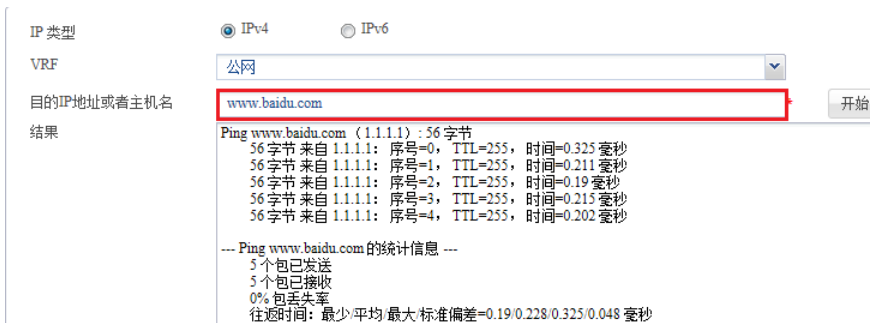 IP 类型 IPv4 IPv6
VRF 公网
目的IP地址或者主机名 www.baidu.com * 开始
结果 Ping www.baidu.com（1.1.1.1）: 56 字节
56 字节 来自 1.1.1.1: 序号=0，TTL=255，时间=0.325 毫秒
56 字节 来自 1.1.1.1: 序号=1，TTL=255，时间=0.211 毫秒
56 字节 来自 1.1.1.1: 序号=2，TTL=255，时间=0.19 毫秒
56 字节 来自 1.1.1.1: 序号=3，TTL=255，时间=0.215 毫秒
56 字节 来自 1.1.1.1: 序号=4，TTL=255，时间=0.202 毫秒
--- Ping www.baidu.com 的统计信息 ---
5 个包已发送
5 个包已接收
0% 包丢失率
往返时间：最少/平均/最大/标准偏差=0.19/0.228/0.325/0.048 毫秒